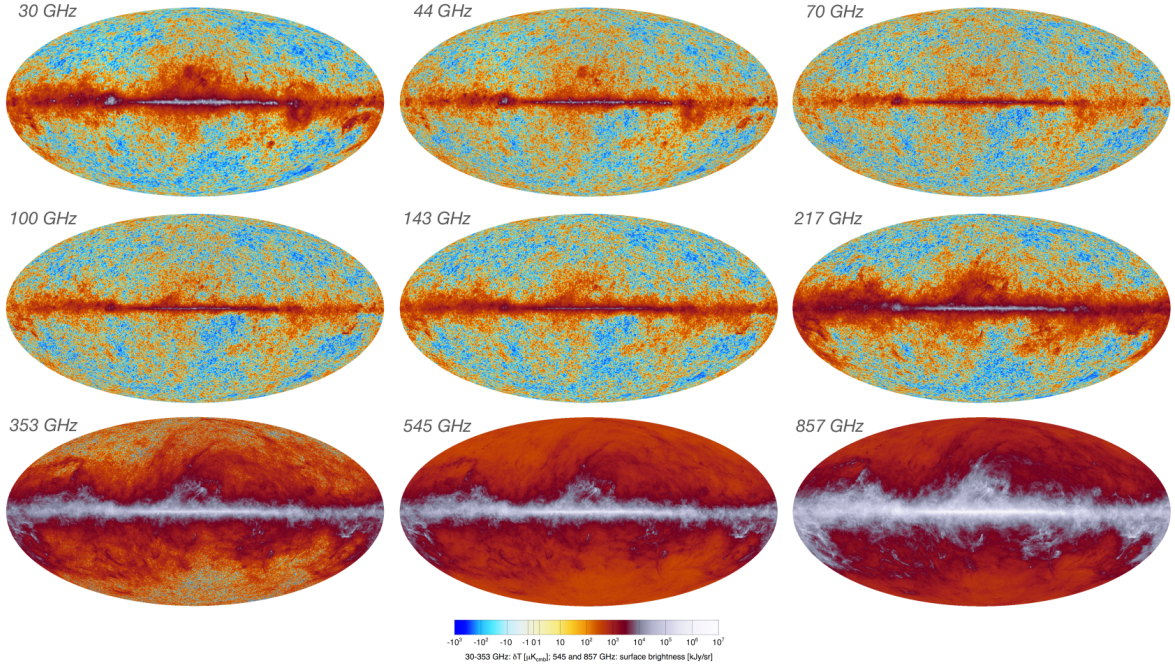 30 GHz
44 GHz
70 GHz
100 GHz
143 GHz
217 GHz
353 GHz
545 GHz
857 GHz
-10³ -10² -10 -1 0 1 10 10² 10³ 10⁴ 10⁵ 10⁶ 10⁷
30-353 GHz: δT [μKcmb]; 545 and 857 GHz: surface brightness [kJy/sr]